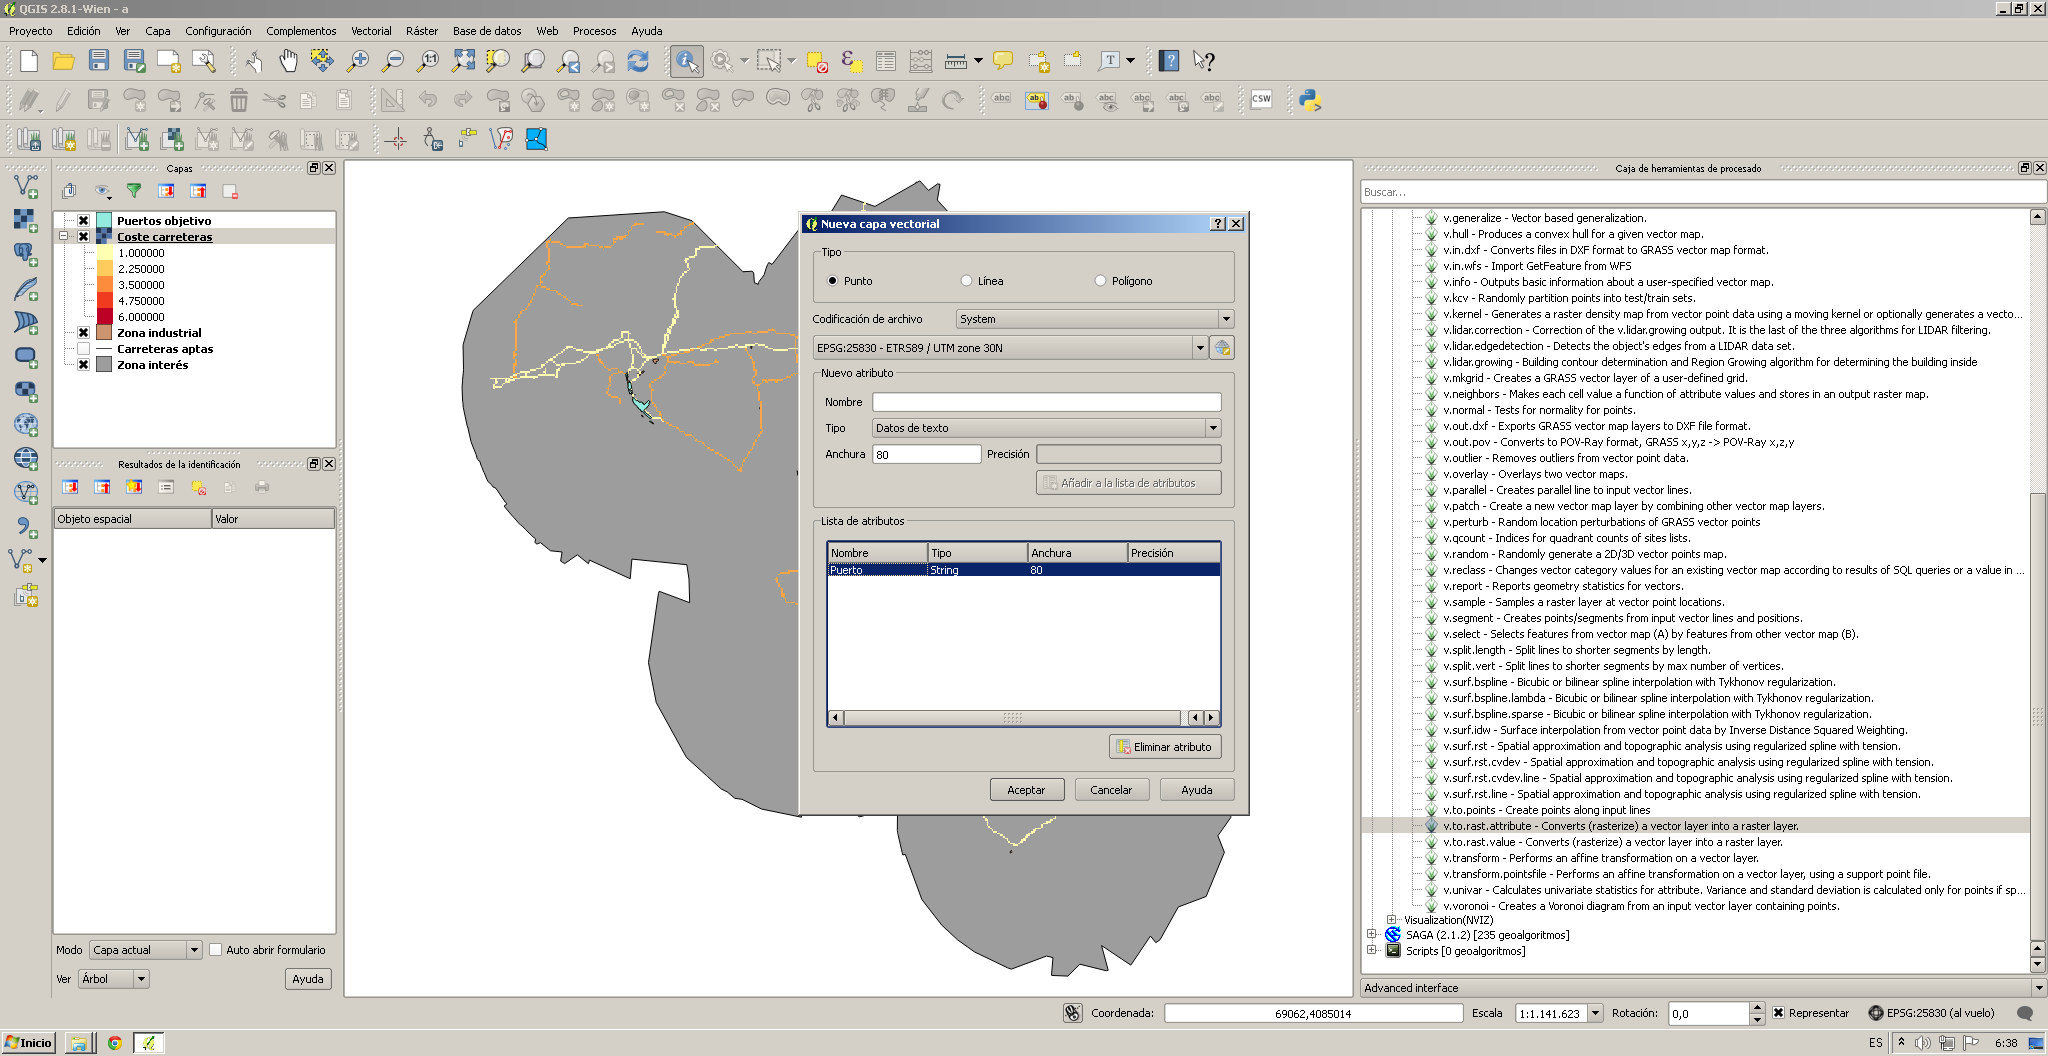 QGIS 2.8.1-Wien - a
Proyecto Edición Ver Capa Configuración Complementos Vectorial Ráster Base de datos Web Procesos Ayuda
Capas
Puertos objetivo
Coste carreteras
1.000000
2.250000
3.500000
4.750000
6.000000
Zona industrial
Carreteras aptas
Zona interés
Resultados de la identificación
Objeto espacial Valor
Modo Capa actual Auto abrir formulario
Ver Árbol Ayuda
Nueva capa vectorial
Tipo
Punto Línea Polígono
Codificación de archivo System
EPSG:25830 - ETRS89 / UTM zone 30N
Nuevo atributo
Nombre
Tipo Datos de texto
Anchura 80 Precisión
Añadir a la lista de atributos
Lista de atributos
Nombre Tipo Anchura Precisión
Puerto String 80
Eliminar atributo
Aceptar Cancelar Ayuda
Caja de herramientas de procesado
Buscar...
v.generalize - Vector based generalization.
v.hull - Produces a convex hull for a given vector map.
v.in.dxf - Converts files in DXF format to GRASS vector map format.
v.in.wfs - Import GetFeature from WFS
v.info - Outputs basic information about a user-specified vector map.
v.kcv - Randomly partition points into test/train sets.
v.kernel - Generates a raster density map from vector point data using a moving kernel or optionally generates a vecto...
v.lidar.correction - Correction of the v.lidar.growing output. It is the last of the three algorithms for LIDAR filtering.
v.lidar.edgedetection - Detects the object's edges from a LIDAR data set.
v.lidar.growing - Building contour determination and Region Growing algorithm for determining the building inside
v.mkgrid - Creates a GRASS vector layer of a user-defined grid.
v.neighbors - Makes each cell value a function of attribute values and stores in an output raster map.
v.normal - Tests for normality for points.
v.out.dxf - Exports GRASS vector map layers to DXF file format.
v.out.pov - Converts to POV-Ray format, GRASS x,y,z -> POV-Ray x,z,y
v.outlier - Removes outliers from vector point data.
v.overlay - Overlays two vector maps.
v.parallel - Creates parallel line to input vector lines.
v.patch - Create a new vector map layer by combining other vector map layers.
v.perturb - Random location perturbations of GRASS vector points
v.qcount - Indices for quadrant counts of sites lists.
v.random - Randomly generate a 2D/3D vector points map.
v.reclass - Changes vector category values for an existing vector map according to results of SQL queries or a value in ...
v.report - Reports geometry statistics for vectors.
v.sample - Samples a raster layer at vector point locations.
v.segment - Creates points/segments from input vector lines and positions.
v.select - Selects features from vector map (A) by features from other vector map (B).
v.split.length - Split lines to shorter segments by length.
v.split.vert - Split lines to shorter segments by max number of vertices.
v.surf.bspline - Bicubic or bilinear spline interpolation with Tykhonov regularization.
v.surf.bspline.lambda - Bicubic or bilinear spline interpolation with Tykhonov regularization.
v.surf.bspline.sparse - Bicubic or bilinear spline interpolation with Tykhonov regularization.
v.surf.idw - Surface interpolation from vector point data by Inverse Distance Squared Weighting.
v.surf.rst - Spatial approximation and topographic analysis using regularized spline with tension.
v.surf.rst.cvdev - Spatial approximation and topographic analysis using regularized spline with tension.
v.surf.rst.cvdev.line - Spatial approximation and topographic analysis using regularized spline with tension.
v.surf.rst.line - Spatial approximation and topographic analysis using regularized spline with tension.
v.to.points - Create points along input lines
v.to.rast.attribute - Converts (rasterize) a vector layer into a raster layer.
v.to.rast.value - Converts (rasterize) a vector layer into a raster layer.
v.transform - Performs an affine transformation on a vector layer.
v.transform.pointsfile - Performs an affine transformation on a vector layer, using a support point file.
v.univar - Calculates univariate statistics for attribute. Variance and standard deviation is calculated only for points if sp...
v.voronoi - Creates a Voronoi diagram from an input vector layer containing points.
Visualization(NVIZ)
SAGA (2.1.2) [235 geoalgoritmos]
Scripts [0 geoalgoritmos]
Advanced interface
Coordenada: 69062,4085014 Escala 1:1.141.623 Rotación: 0,0 Representar EPSG:25830 (al vuelo)
Inicio ES 6:38